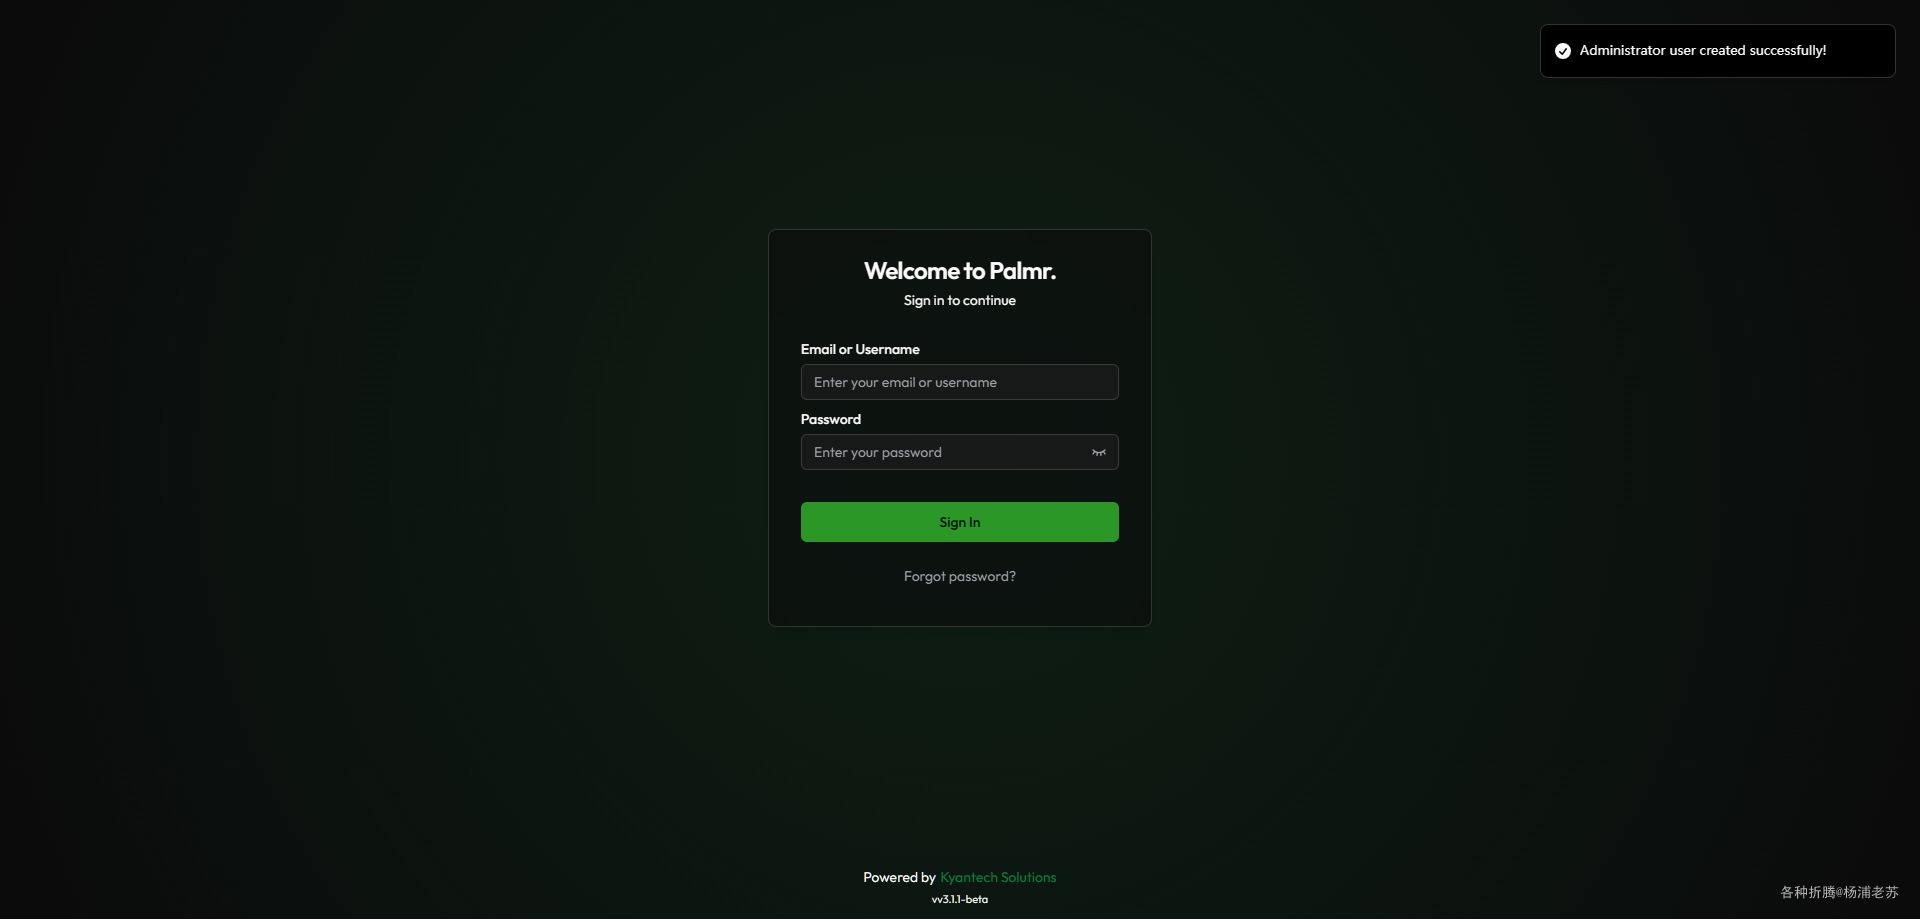 Administrator user created successfully!
Welcome to Palmr.
Sign in to continue
Email or Username
Enter your email or username
Password
Enter your password
Sign In
Forgot password?
Powered by Kyantech Solutions
vv3.1.1-beta
各种折腾@杨浦老苏